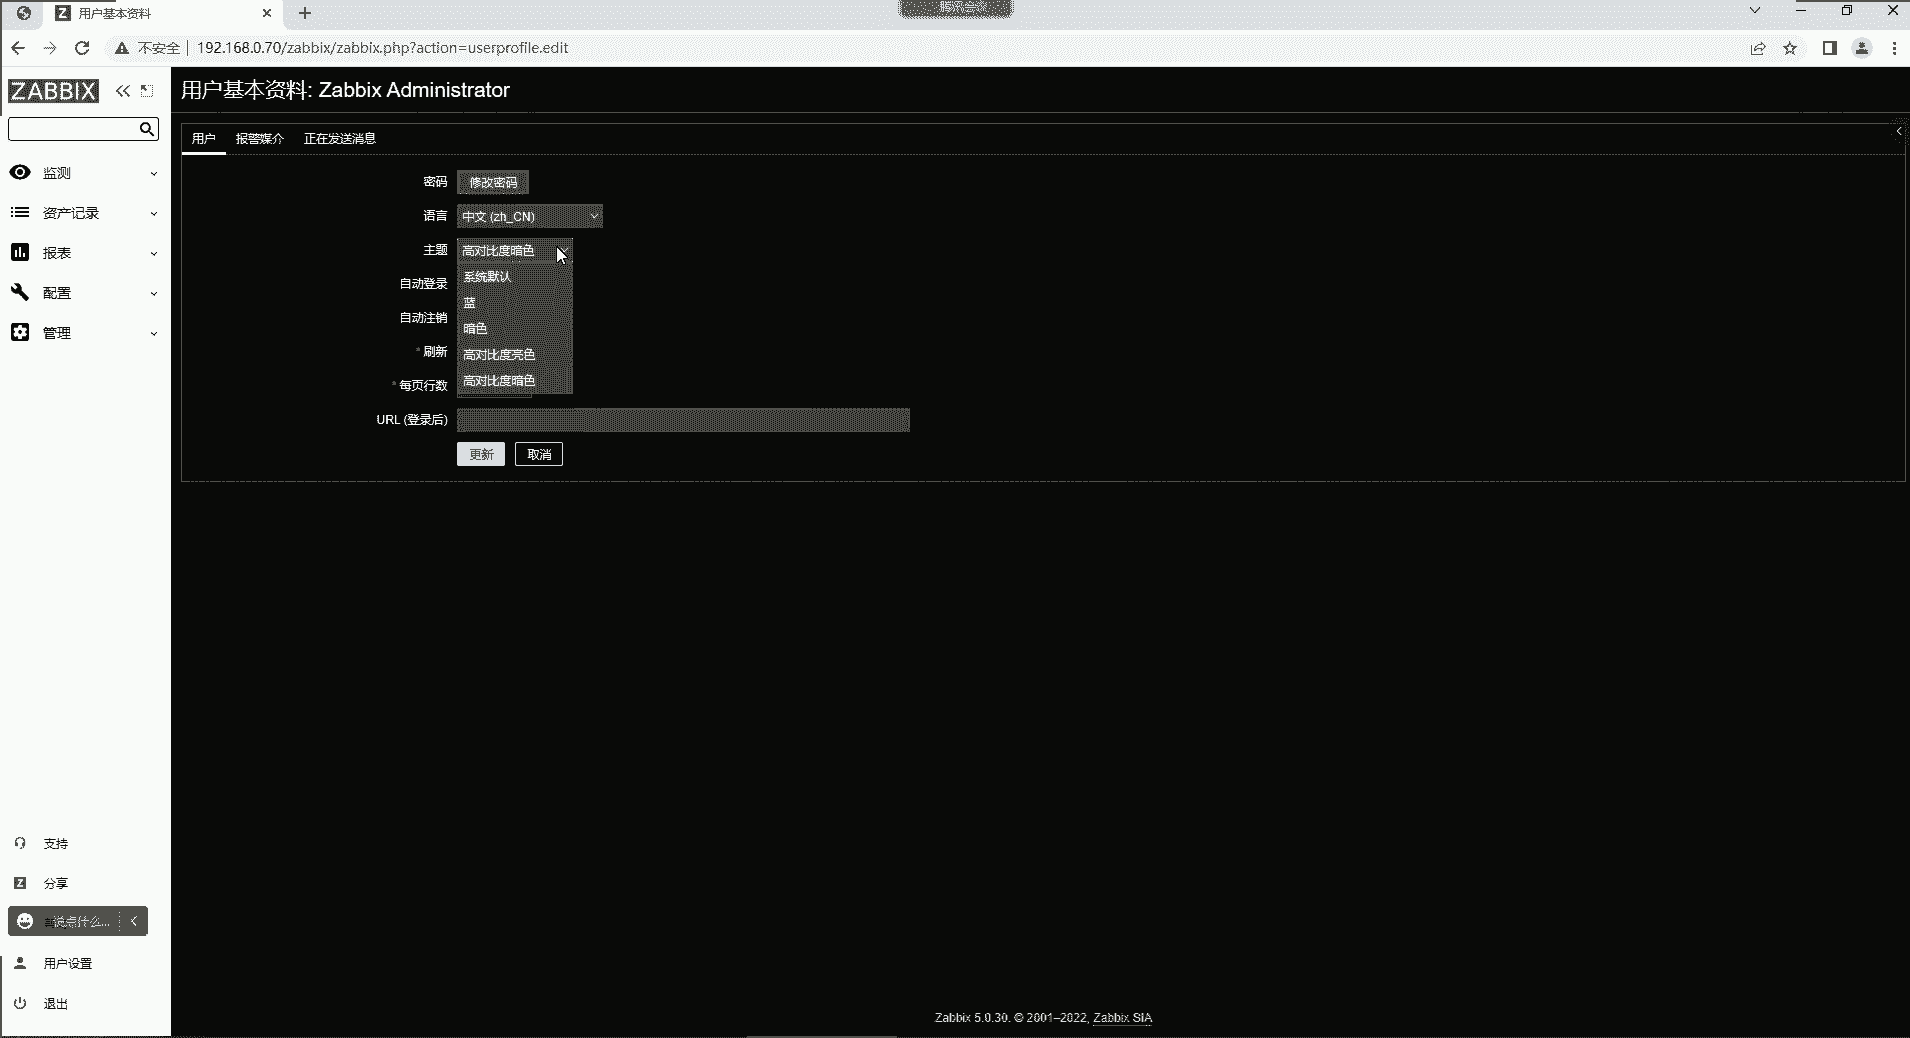 用户基本资料
腾讯会议
不安全 192.168.0.70/zabbix/zabbix.php?action=userprofile.edit
ZABBIX
用户基本资料: Zabbix Administrator
用户 报警媒介 正在发送消息
监测
资产记录
报表
配置
管理
密码 修改密码
语言 中文 (zh_CN)
主题 高对比度暗色
系统默认
蓝
暗色
高对比度亮色
高对比度暗色
自动登录
自动注销
* 刷新
* 每页行数
URL (登录后)
更新 取消
支持
Z 分享
说点什么...
用户设置
退出
Zabbix 5.0.30. © 2001–2022, Zabbix SIA